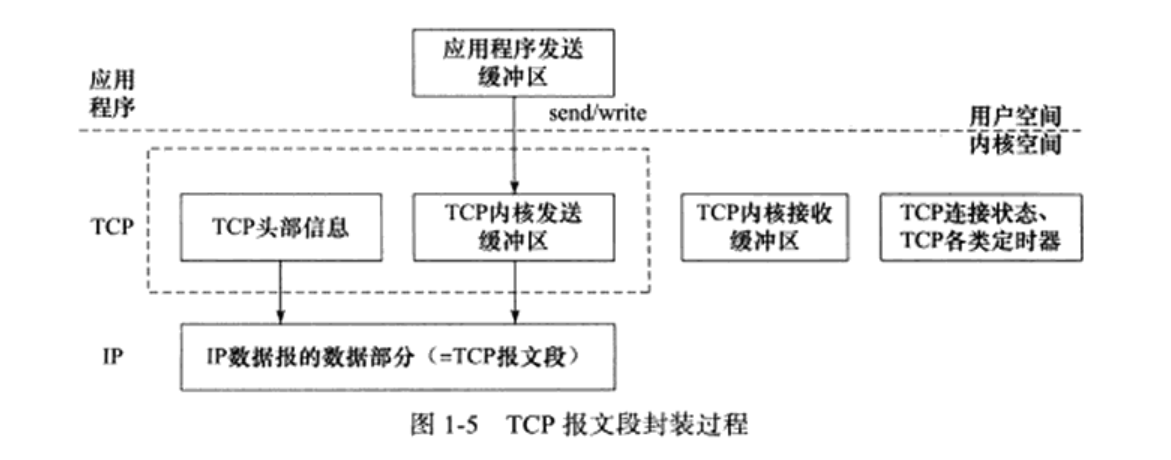 应用程序发送
缓冲区
应用
程序
send/write
用户空间
内核空间
TCP
TCP头部信息
TCP内核发送
缓冲区
TCP内核接收
缓冲区
TCP连接状态、
TCP各类定时器
IP
IP数据报的数据部分（=TCP报文段）
图 1-5 TCP 报文段封装过程